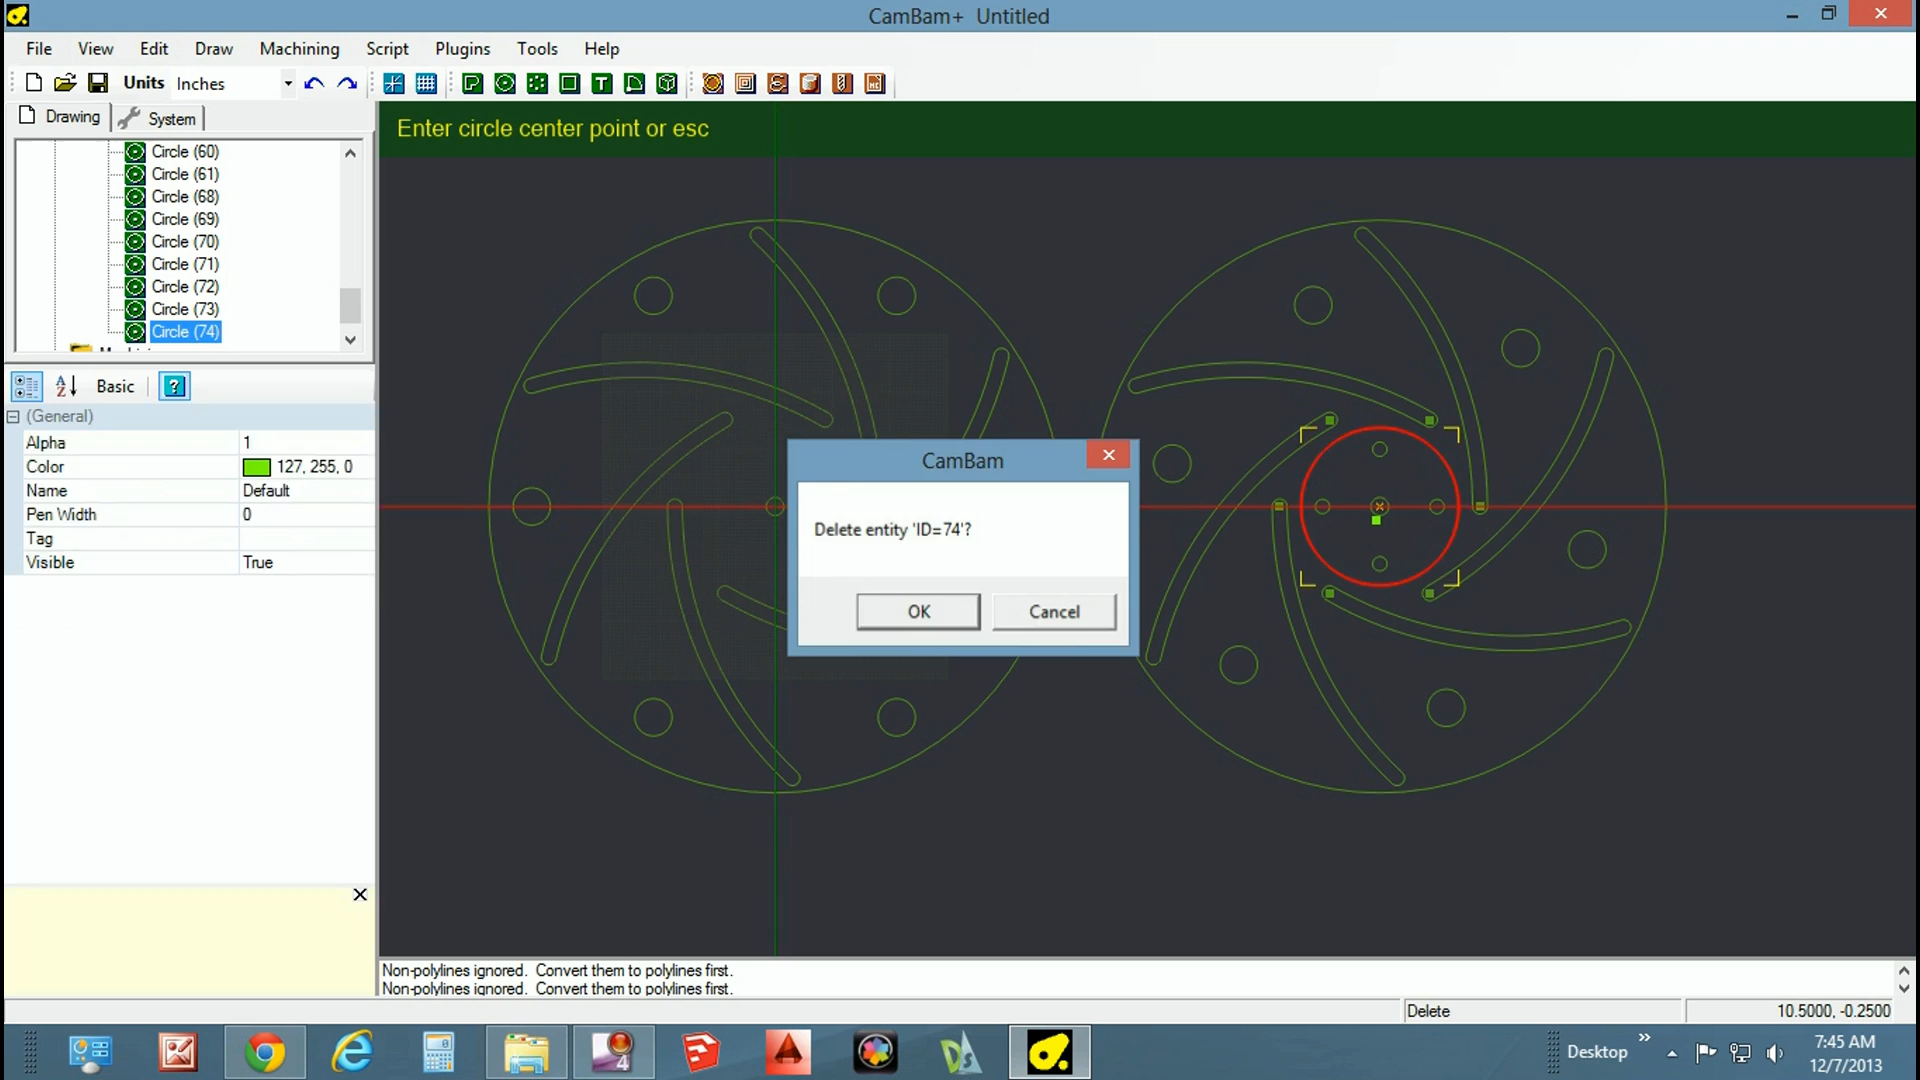 CamBam+ Untitled
File View Edit Draw Machining Script Plugins Tools Help
Units Inches
Drawing System
Enter circle center point or esc
Circle (60)
Circle (61)
Circle (68)
Circle (69)
Circle (70)
Circle (71)
Circle (72)
Circle (73)
Circle (74)
Basic
(General)
Alpha 1
Color 127, 255, 0
Name Default
Pen Width 0
Tag
Visible True
CamBam
Delete entity 'ID=74'?
OK Cancel
Non-polylines ignored. Convert them to polylines first.
Non-polylines ignored. Convert them to polylines first.
Delete 10.5000, -0.2500
Desktop
7:45 AM
12/7/2013